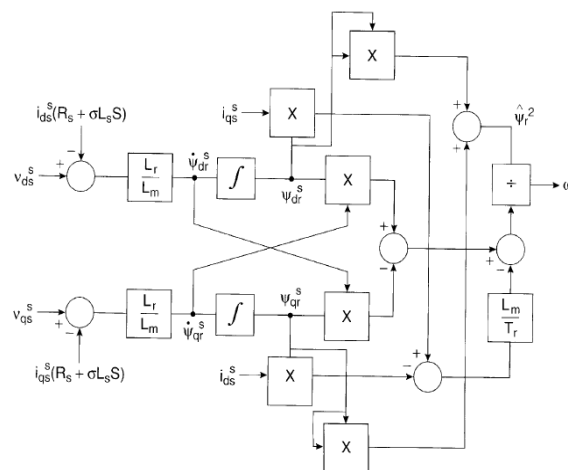 X
i_ds^s(R_s + σL_sS)
i_qs^s
X
+
+
ψ̂_r^2
−
v_ds^s
+
L_r
L_m
ψ̇_dr^s
∫
ψ_dr^s
X
÷
+
−
+
−
v_qs^s
+
−
L_r
L_m
ψ̇_qr^s
∫
ψ_qr^s
X
L_m
T_r
i_qs^s(R_s + σL_sS)
i_ds^s
X
+
−
X